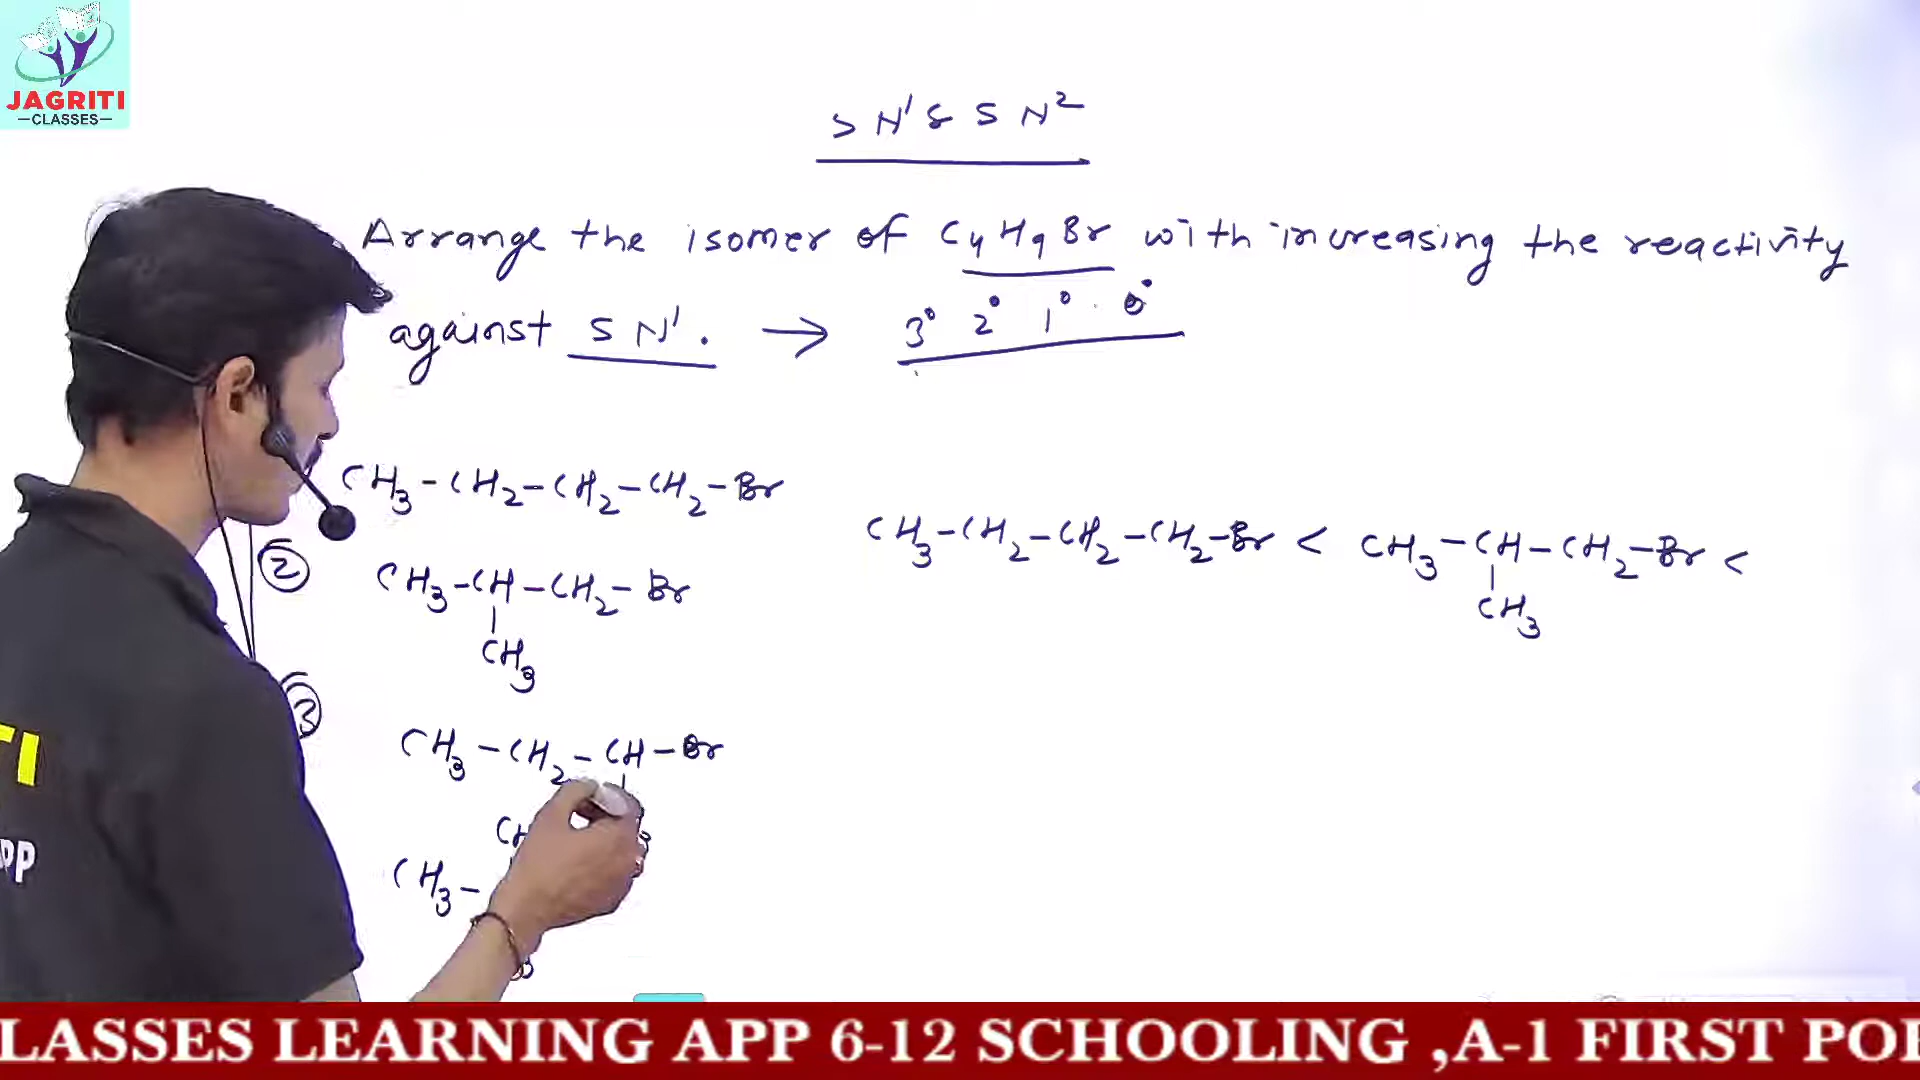 JAGRITI
CLASSES
SN¹ & SN²
Arrange the isomer of C₄H₉Br with increasing the reactivity
against SN¹. → 3° 2° 1° 0°
CH₃-CH₂-CH₂-CH₂-Br
②
CH₃-CH-CH₂-Br
|
CH₃
③
CH₃-CH₂-CH-Br
CH₃-
CH₃-CH₂-CH₂-CH₂-Br < CH₃-CH-CH₂-Br <
|
CH₃
TI
PP
LASSES LEARNING APP 6-12 SCHOOLING ,A-1 FIRST